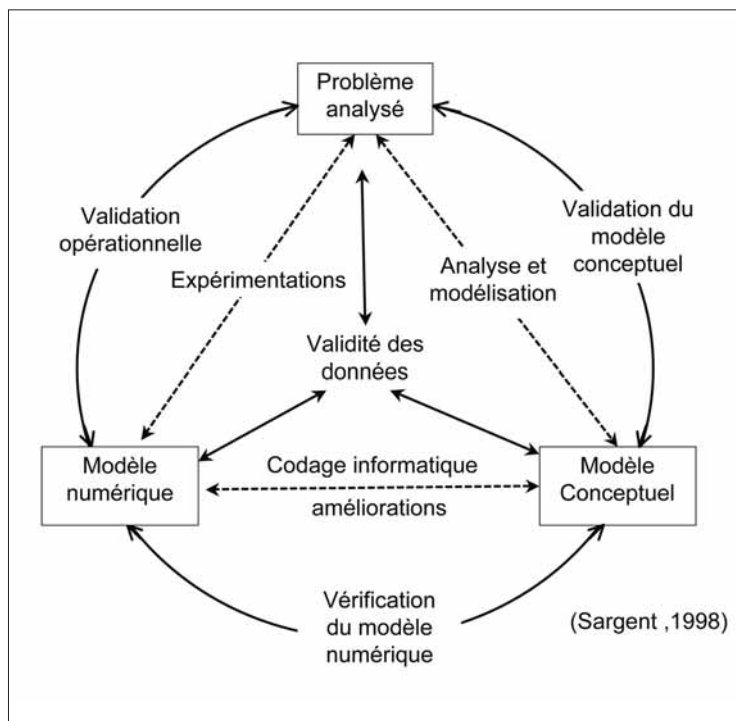 Problème
analysé
Validation
opérationnelle
Validation du
modèle
conceptuel
Expérimentations
Analyse et
modélisation
Validité des
données
Modèle
numérique
Codage informatique
améliorations
Modèle
Conceptuel
Vérification
du modèle
numérique
(Sargent ,1998)